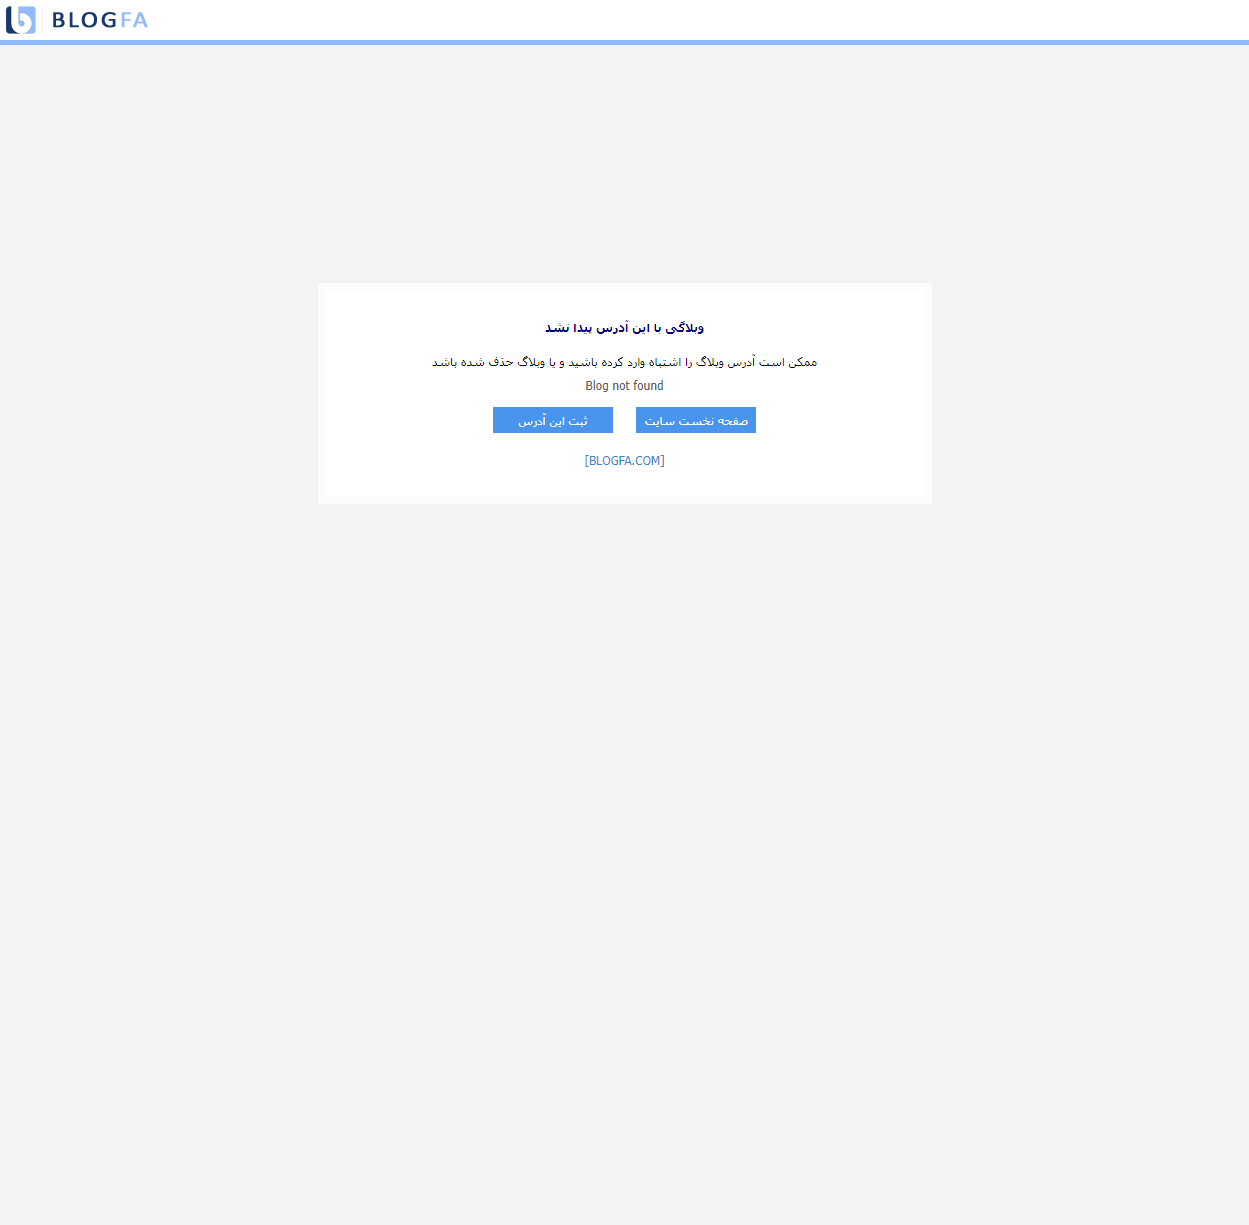 BLOGFA
وبلاگی با این آدرس پیدا نشد
ممکن است آدرس وبلاگ را اشتباه وارد کرده باشید و یا وبلاگ حذف شده باشد
Blog not found
صفحه نخست سایت
ثبت این آدرس
[BLOGFA.COM]